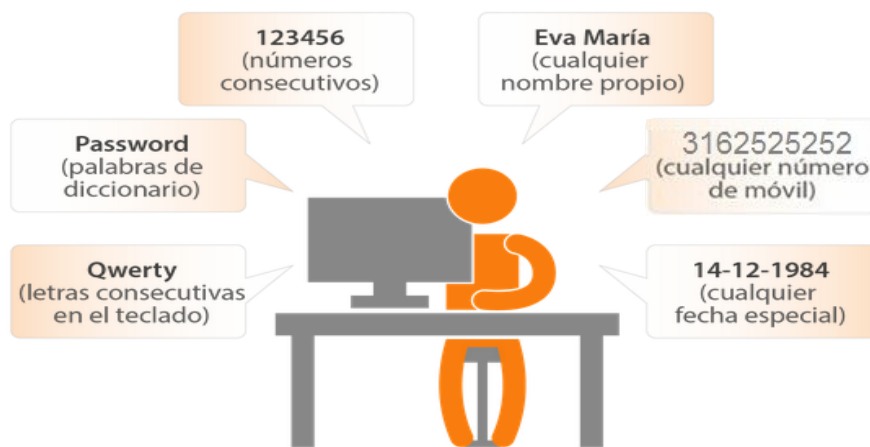 123456
(números
consecutivos)
Eva María
(cualquier
nombre propio)
Password
(palabras de
diccionario)
3162525252
(cualquier número
de móvil)
Qwerty
(letras consecutivas
en el teclado)
14-12-1984
(cualquier
fecha especial)